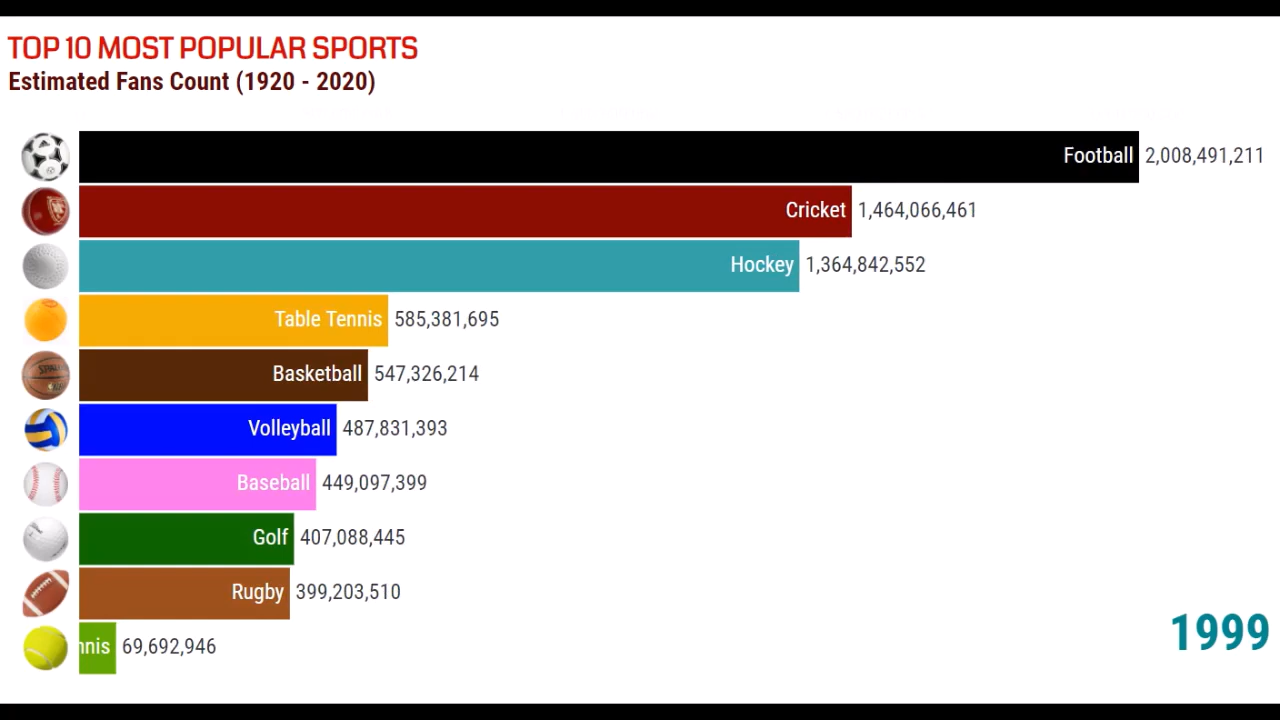 TOP 10 MOST POPULAR SPORTS
Estimated Fans Count (1920 - 2020)
Football 2,008,491,211
Cricket 1,464,066,461
Hockey 1,364,842,552
Table Tennis 585,381,695
Basketball 547,326,214
Volleyball 487,831,393
Baseball 449,097,399
Golf 407,088,445
Rugby 399,203,510
nnis 69,692,946
1999